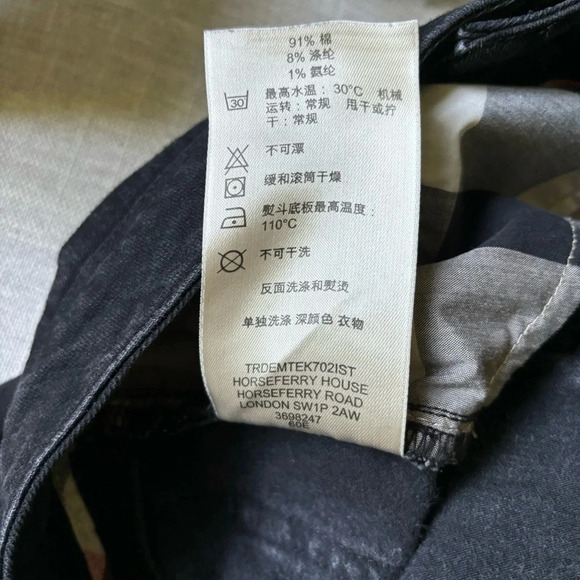 91% 棉
8% 涤纶
1% 氨纶
30 最高水温：30°C 机械
运转：常规 甩干或拧
干：常规
不可漂
缓和滚筒干燥
熨斗底板最高温度：
110°C
不可干洗
反面洗涤和熨烫
单独洗涤 深颜色 衣物
TRDEMTEK702IST
HORSEFERRY HOUSE
HORSEFERRY ROAD
LONDON SW1P 2AW
3698247
60E